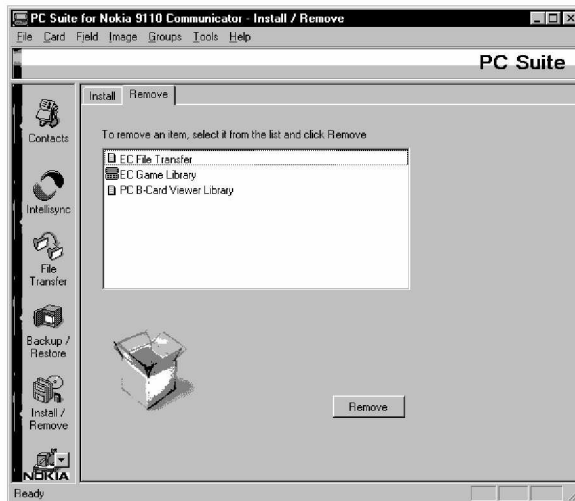 PC Suite for Nokia 9110 Communicator - Install / Remove
File Card Field Image Groups Tools Help
PC Suite
Install Remove
Contacts
Intellisync
File
Transfer
Backup /
Restore
Install /
Remove
NOKIA
To remove an item, select it from the list and click Remove
EC File Transfer
EC Game Library
PC B-Card Viewer Library
Remove
Ready